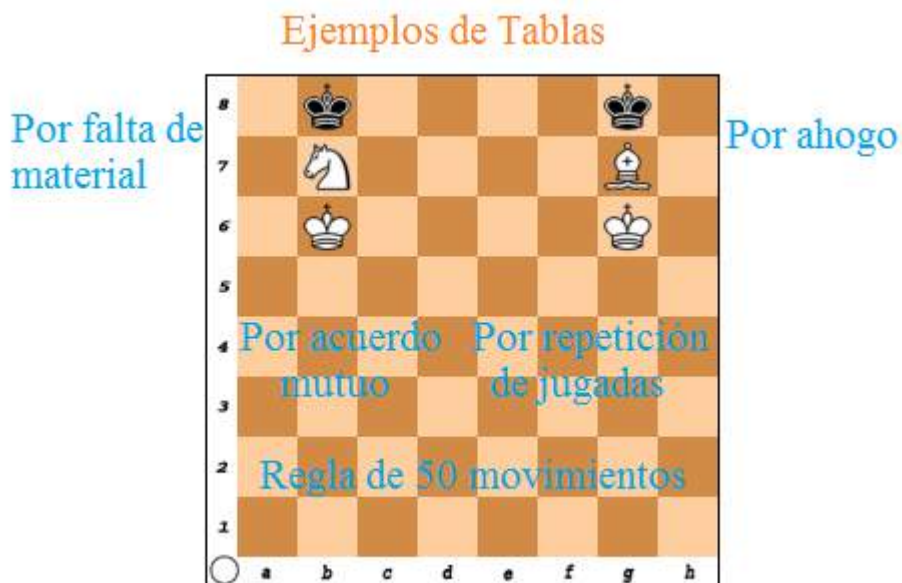 Ejemplos de Tablas
Por falta de
material
Por ahogo
8
7
6
5
4
3
2
1
Por acuerdo
mutuo
Por repetición
de jugadas
Regla de 50 movimientos
a b c d e f g h